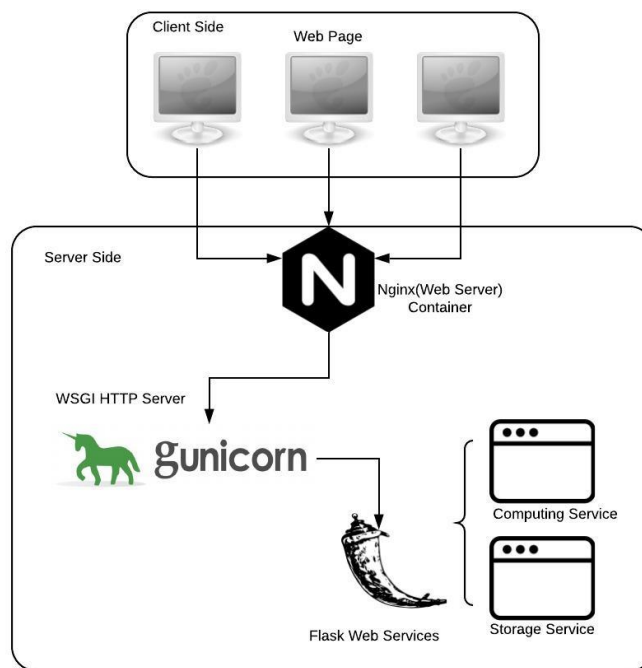 Client Side
Web Page
Server Side
N
Nginx(Web Server)
Container
WSGI HTTP Server
gunicorn
Computing Service
Flask Web Services
Storage Service